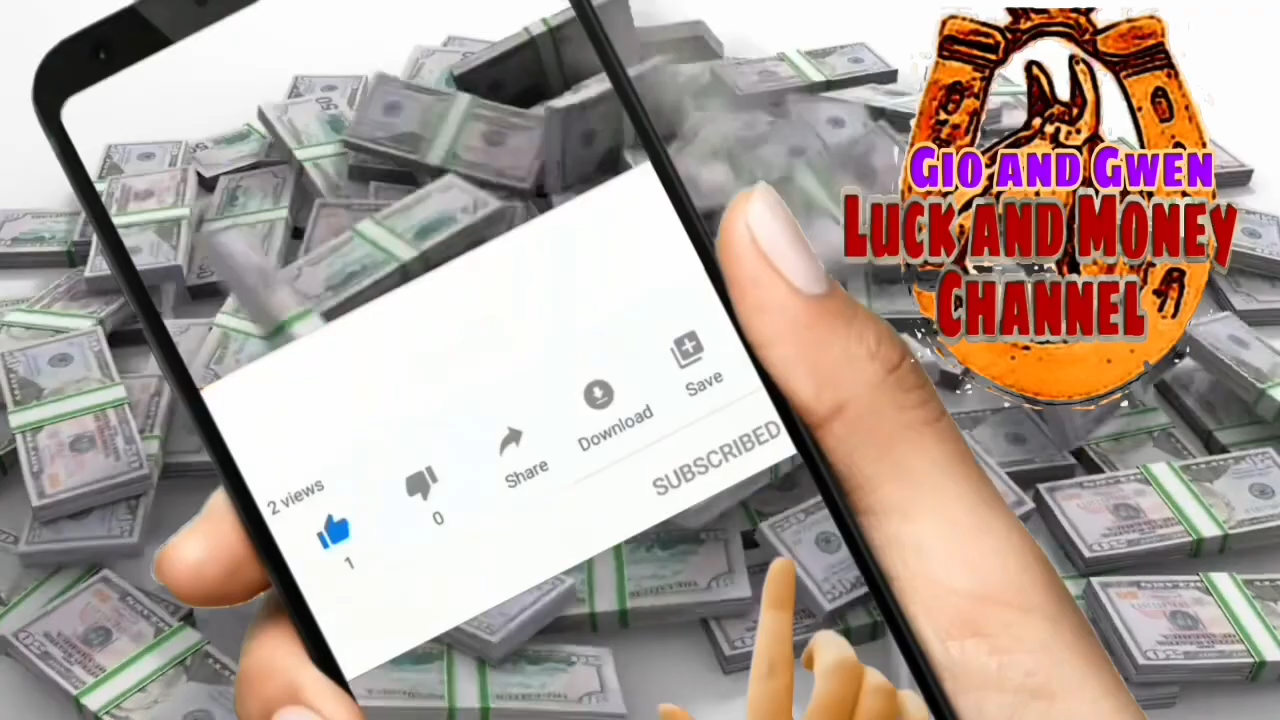 GIO AND GWEN
LUCK AND MONEY
CHANNEL
2 views
1
0
Share
Download
Save
SUBSCRIBED